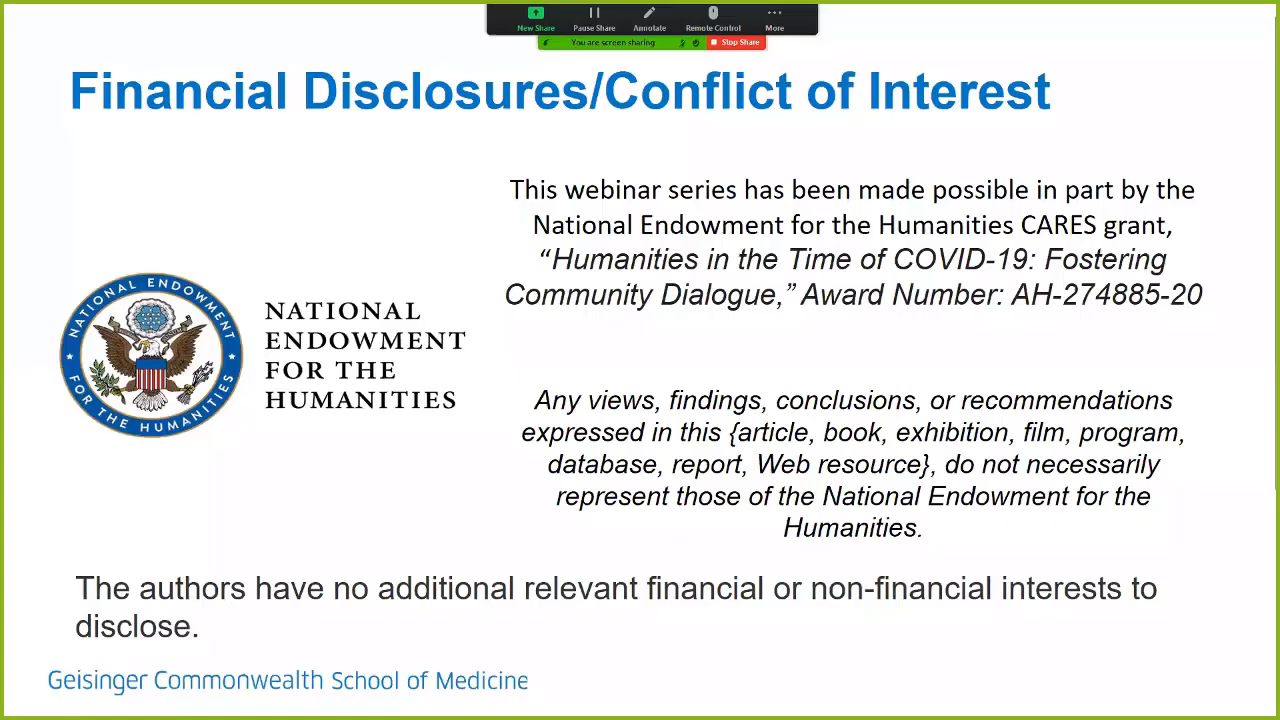 New Share
Pause Share
Annotate
Remote Control
More
You are screen sharing
Stop Share
Financial Disclosures/Conflict of Interest
This webinar series has been made possible in part by the
National Endowment for the Humanities CARES grant,
“Humanities in the Time of COVID-19: Fostering
Community Dialogue,” Award Number: AH-274885-20
NATIONAL ENDOWMENT
FOR THE HUMANITIES
NATIONAL
ENDOWMENT
FOR THE
HUMANITIES
Any views, findings, conclusions, or recommendations
expressed in this {article, book, exhibition, film, program,
database, report, Web resource}, do not necessarily
represent those of the National Endowment for the
Humanities.
The authors have no additional relevant financial or non-financial interests to
disclose.
Geisinger Commonwealth School of Medicine